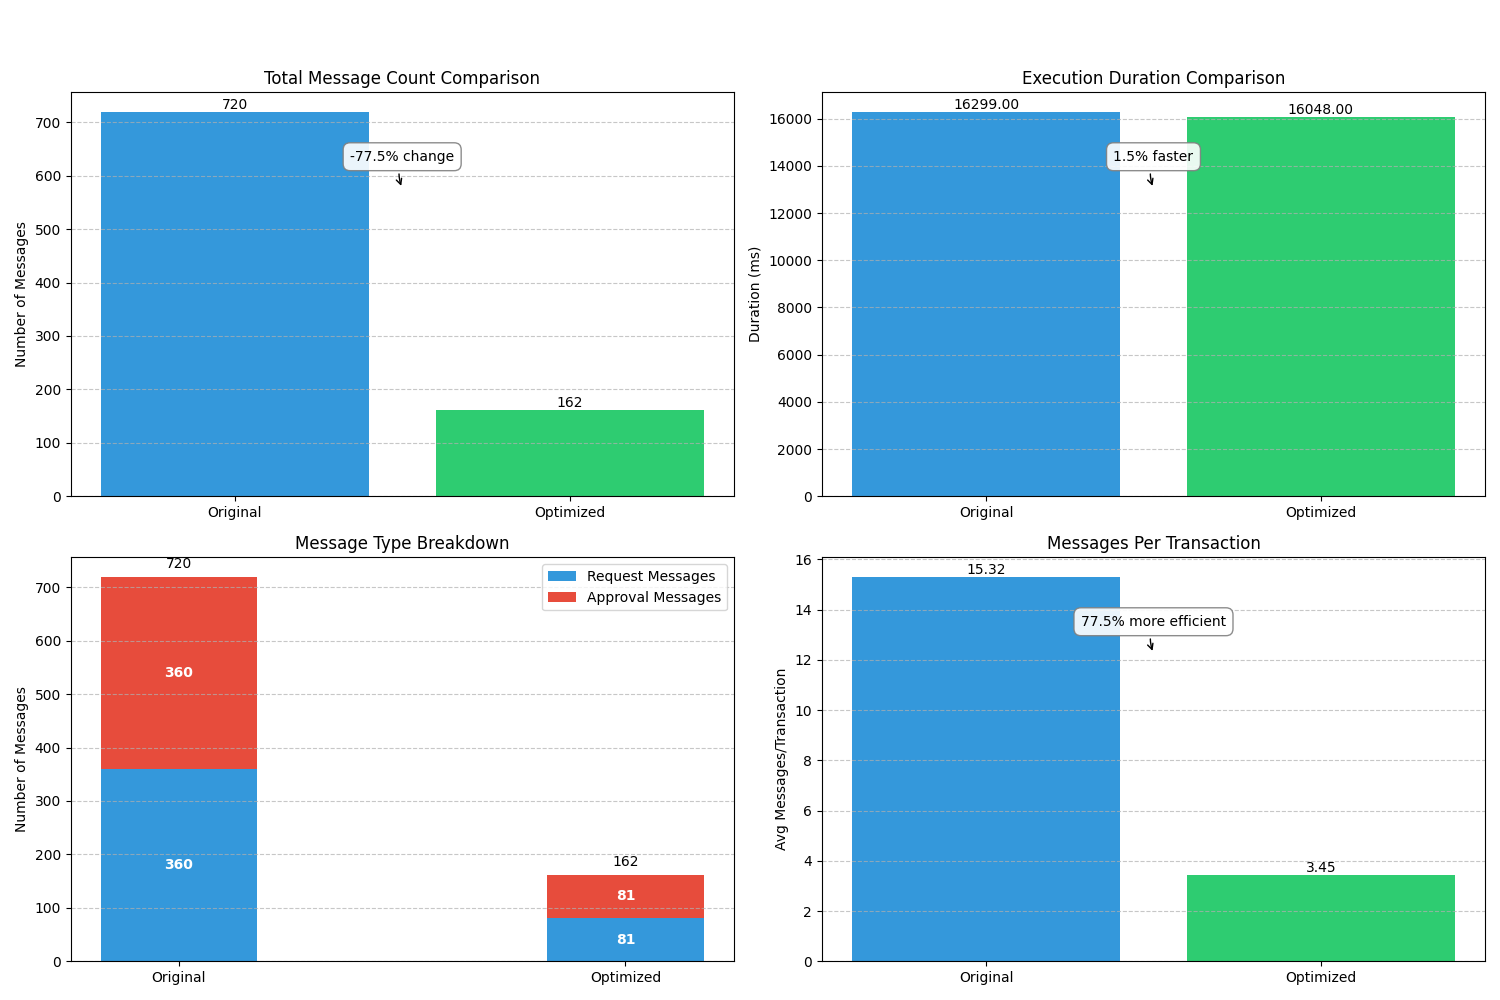 Total Message Count Comparison
720
700
-77.5% change
600
500
Number of Messages
400
300
200
162
100
0
Original
Optimized
Execution Duration Comparison
16299.00
16048.00
16000
1.5% faster
14000
12000
10000
Duration (ms)
8000
6000
4000
2000
0
Original
Optimized
Message Type Breakdown
720
Request Messages
Approval Messages
700
600
360
500
Number of Messages
400
300
360
200
162
81
100
81
0
Original
Optimized
Messages Per Transaction
16
15.32
14
77.5% more efficient
12
10
Avg Messages/Transaction
8
6
4
3.45
2
0
Original
Optimized